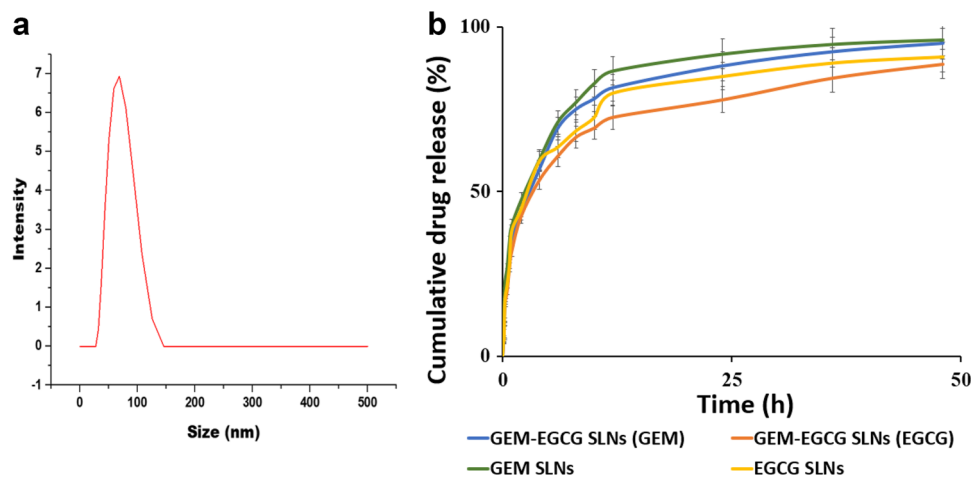 a
7
6
5
4
3
2
1
0
-1
Intensity
0 100 200 300 400 500
Size (nm)
b
100
50
0
Cumulative drug release (%)
0 25 50
Time (h)
GEM-EGCG SLNs (GEM) GEM-EGCG SLNs (EGCG)
GEM SLNs EGCG SLNs